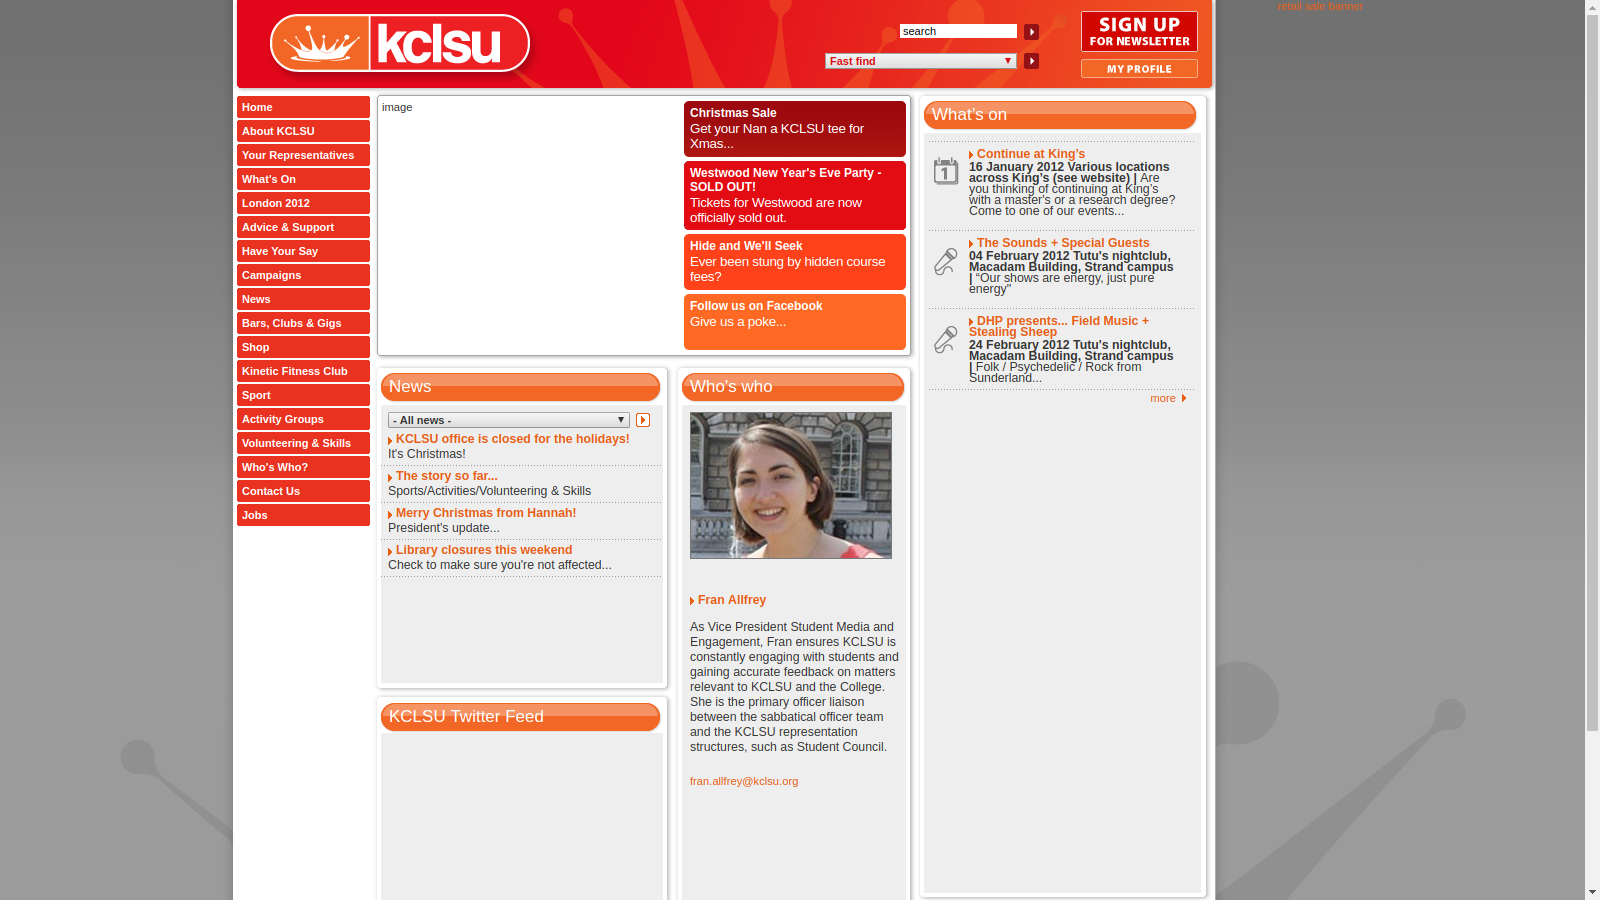 retail sale banner
kclsu
search
Fast find
SIGN UP
FOR NEWSLETTER
MY PROFILE
Home
About KCLSU
Your Representatives
What's On
London 2012
Advice & Support
Have Your Say
Campaigns
News
Bars, Clubs & Gigs
Shop
Kinetic Fitness Club
Sport
Activity Groups
Volunteering & Skills
Who's Who?
Contact Us
Jobs
image
Christmas Sale
Get your Nan a KCLSU tee for
Xmas...
Westwood New Year's Eve Party -
SOLD OUT!
Tickets for Westwood are now
officially sold out.
Hide and We'll Seek
Ever been stung by hidden course
fees?
Follow us on Facebook
Give us a poke...
News
- All news -
KCLSU office is closed for the holidays!
It's Christmas!
The story so far...
Sports/Activities/Volunteering & Skills
Merry Christmas from Hannah!
President's update...
Library closures this weekend
Check to make sure you're not affected...
KCLSU Twitter Feed
Who's who
Fran Allfrey
As Vice President Student Media and
Engagement, Fran ensures KCLSU is
constantly engaging with students and
gaining accurate feedback on matters
relevant to KCLSU and the College.
She is the primary officer liaison
between the sabbatical officer team
and the KCLSU representation
structures, such as Student Council.
fran.allfrey@kclsu.org
What's on
1
Continue at King's
16 January 2012 Various locations
across King's (see website) | Are
you thinking of continuing at King's
with a master's or a research degree?
Come to one of our events...
The Sounds + Special Guests
04 February 2012 Tutu's nightclub,
Macadam Building, Strand campus
| “Our shows are energy, just pure
energy”
DHP presents... Field Music +
Stealing Sheep
24 February 2012 Tutu's nightclub,
Macadam Building, Strand campus
| Folk / Psychedelic / Rock from
Sunderland...
more